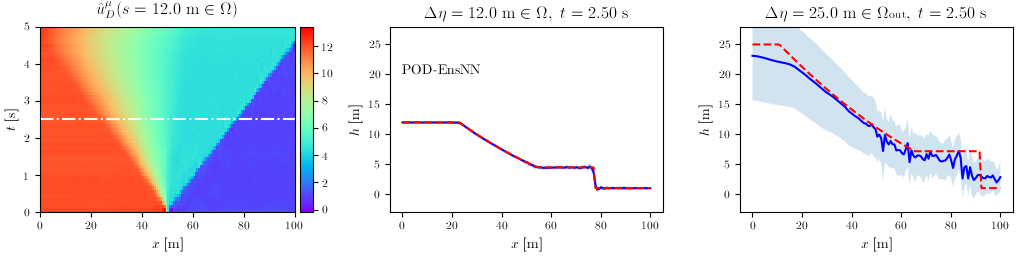 û_D^μ(s = 12.0 m ∈ Ω)
5
4
3
2
1
0
t [s]
0 20 40 60 80 100
x [m]
12
10
8
6
4
2
0
Δη = 12.0 m ∈ Ω, t = 2.50 s
25
20
15
10
5
0
h [m]
POD-EnsNN
0 20 40 60 80 100
x [m]
Δη = 25.0 m ∈ Ω_out, t = 2.50 s
25
20
15
10
5
0
h [m]
0 20 40 60 80 100
x [m]